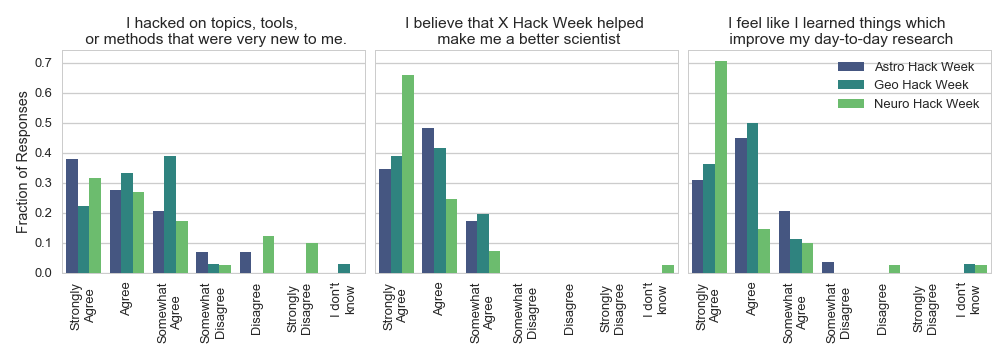 I hacked on topics, tools,
or methods that were very new to me.
I believe that X Hack Week helped
make me a better scientist
I feel like I learned things which
improve my day-to-day research
Fraction of Responses
0.7
0.6
0.5
0.4
0.3
0.2
0.1
0.0
Astro Hack Week
Geo Hack Week
Neuro Hack Week
Strongly
Agree
Agree
Somewhat
Agree
Somewhat
Disagree
Disagree
Strongly
Disagree
I don't
know
Strongly
Agree
Agree
Somewhat
Agree
Somewhat
Disagree
Disagree
Strongly
Disagree
I don't
know
Strongly
Agree
Agree
Somewhat
Agree
Somewhat
Disagree
Disagree
Strongly
Disagree
I don't
know